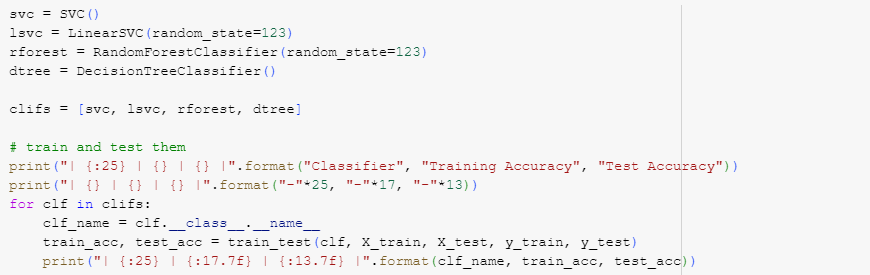 svc = SVC()
lsvc = LinearSVC(random_state=123)
rforest = RandomForestClassifier(random_state=123)
dtree = DecisionTreeClassifier()

clifs = [svc, lsvc, rforest, dtree]

# train and test them
print("| {:25} | {} | {} |".format("Classifier", "Training Accuracy", "Test Accuracy"))
print("| {} | {} | {} |".format("-"*25, "-"*17, "-"*13))
for clf in clifs:
    clf_name = clf.__class__.__name__
    train_acc, test_acc = train_test(clf, X_train, X_test, y_train, y_test)
    print("| {:25} | {:17.7f} | {:13.7f} |".format(clf_name, train_acc, test_acc))